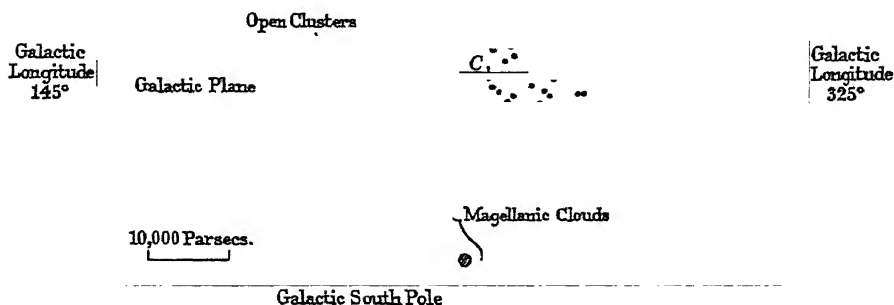 Open Clusters
Galactic
Longitude
145°
Galactic Plane
C
Galactic
Longitude
325°
Magellanic Clouds
10,000 Parsecs.
Galactic South Pole